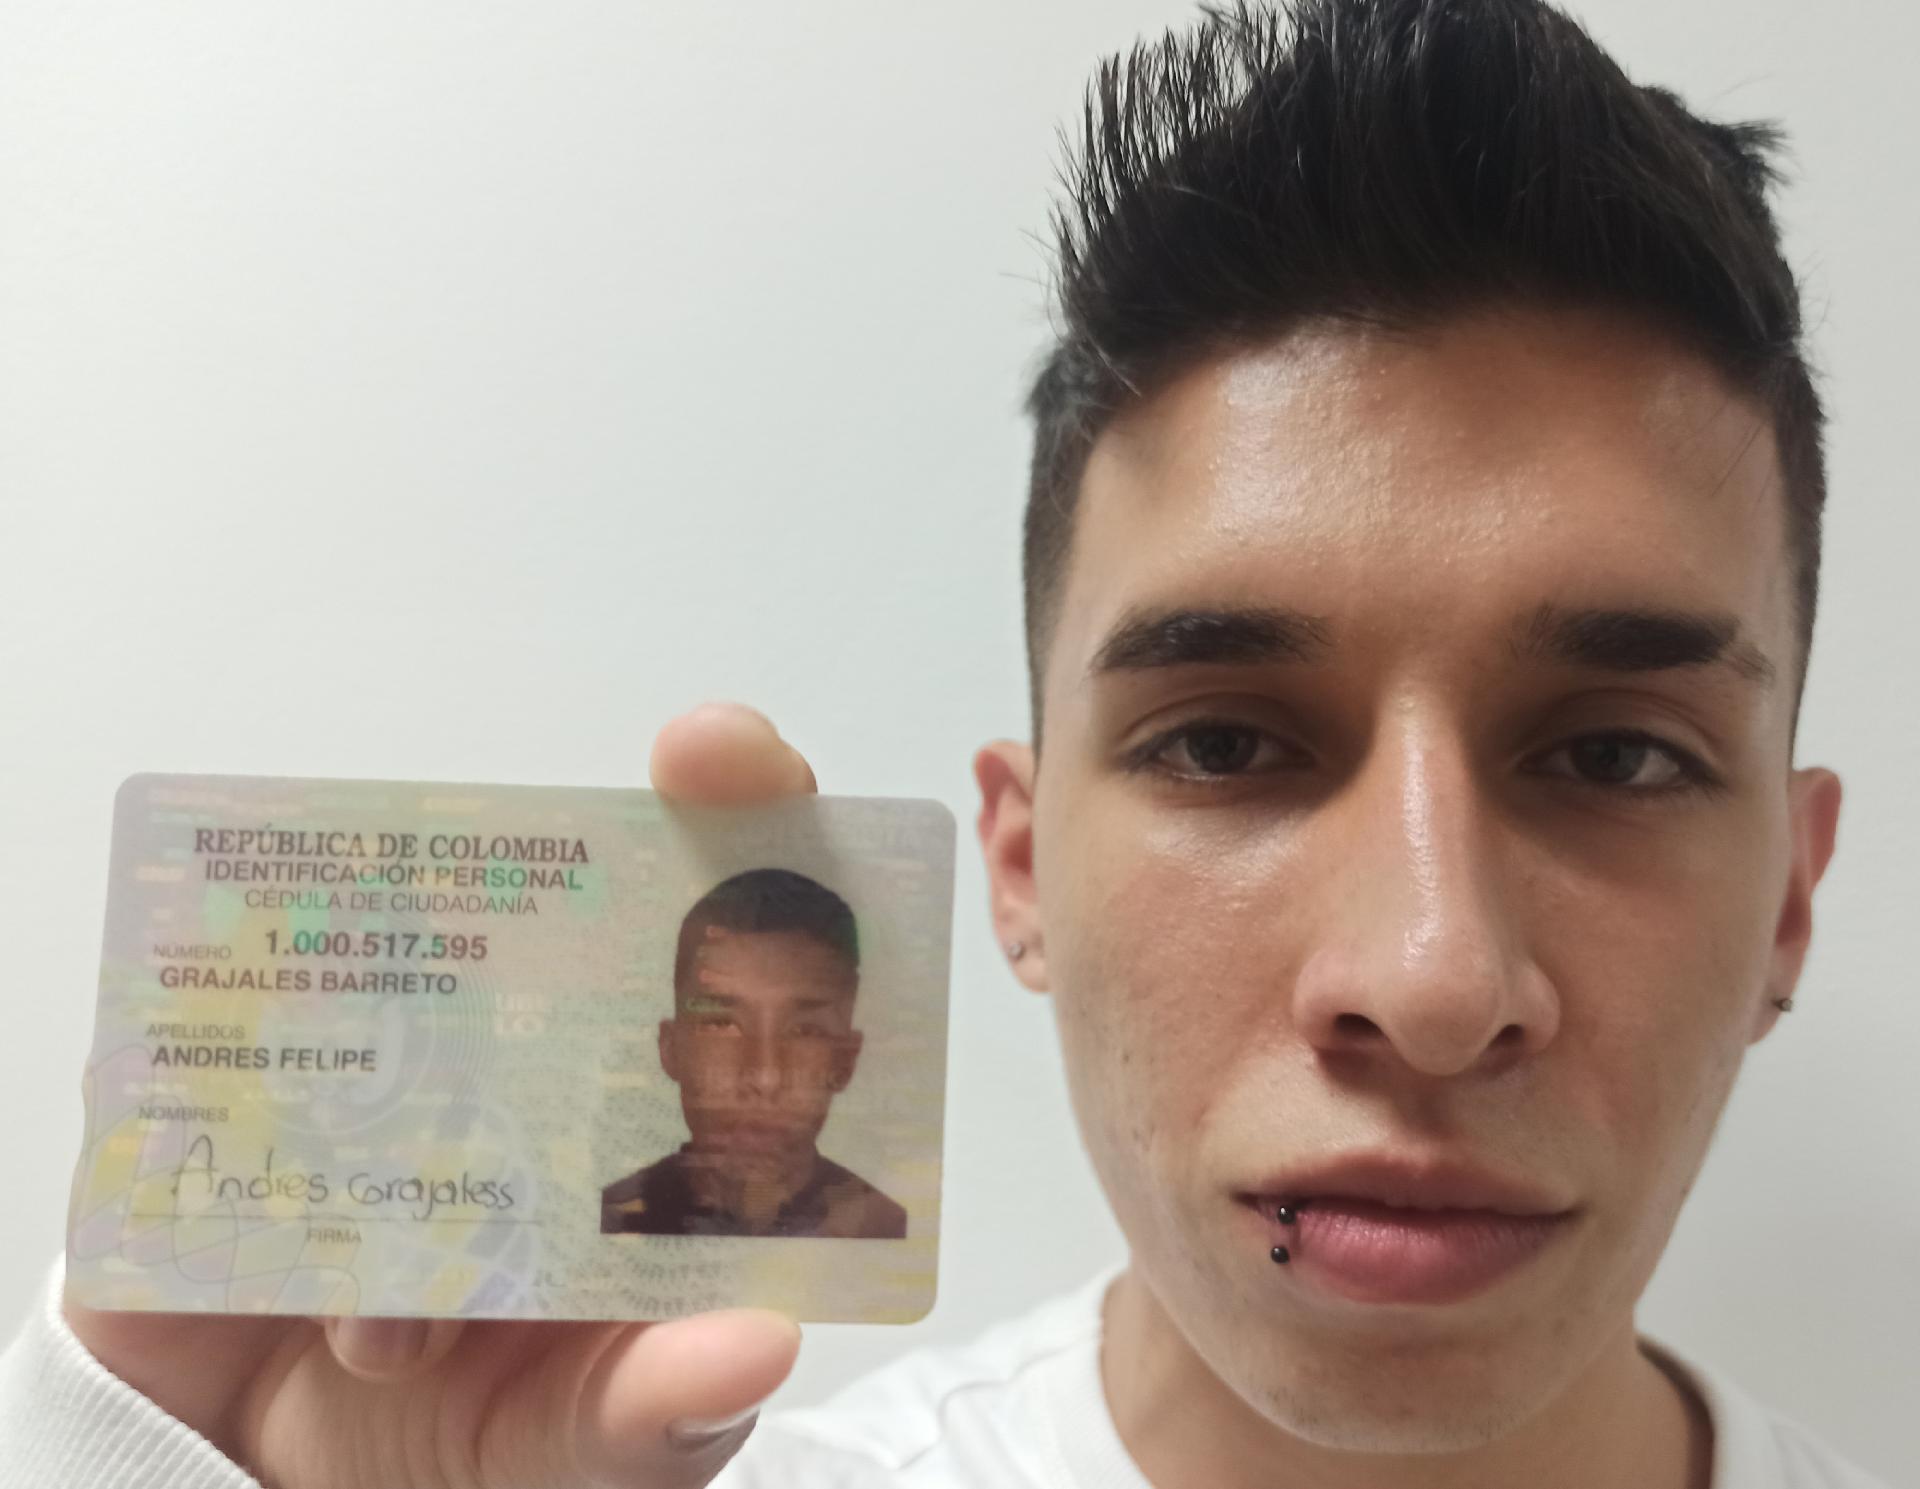 REPÚBLICA DE COLOMBIA
IDENTIFICACIÓN PERSONAL
CÉDULA DE CIUDADANÍA
NÚMERO 1.000.517.595
GRAJALES BARRETO
APELLIDOS
ANDRES FELIPE
NOMBRES
Andres Grajaless
FIRMA